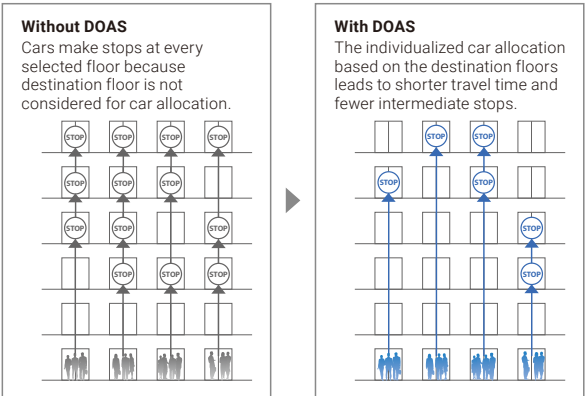 Without DOAS
Cars make stops at every
selected floor because
destination floor is not
considered for car allocation.
STOP STOP STOP STOP
STOP STOP STOP
STOP STOP STOP
STOP STOP STOP
With DOAS
The individualized car allocation
based on the destination floors
leads to shorter travel time and
fewer intermediate stops.
STOP STOP
STOP STOP
STOP
STOP